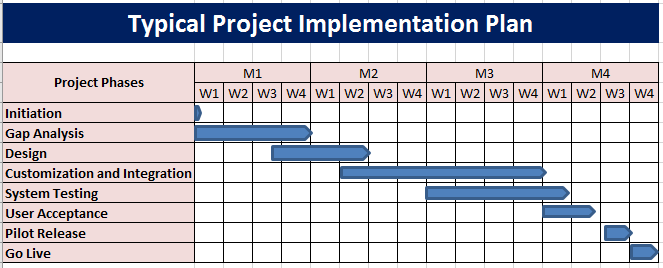 Typical Project Implementation Plan
Project Phases M1 M2 M3 M4
W1 W2 W3 W4 W1 W2 W3 W4 W1 W2 W3 W4 W1 W2 W3 W4
Initiation
Gap Analysis
Design
Customization and Integration
System Testing
User Acceptance
Pilot Release
Go Live